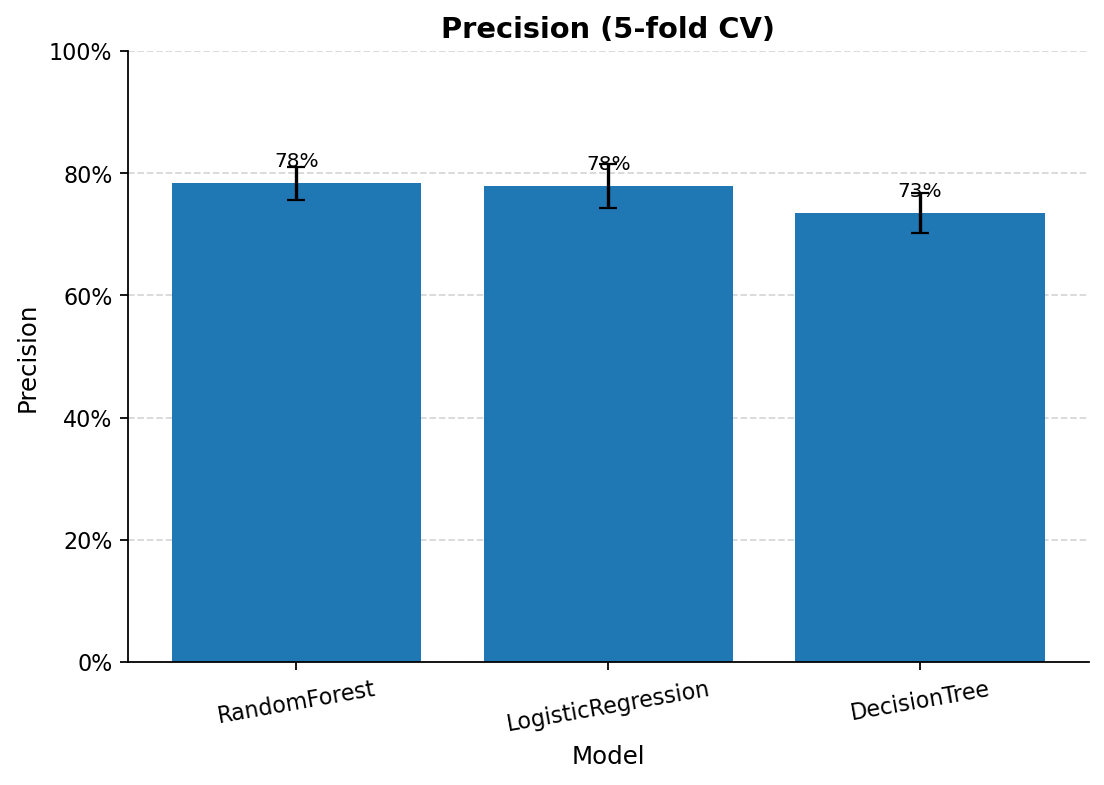 Precision (5-fold CV)
100%
80%
60%
40%
20%
0%
Precision
78%
78%
73%
RandomForest
LogisticRegression
DecisionTree
Model